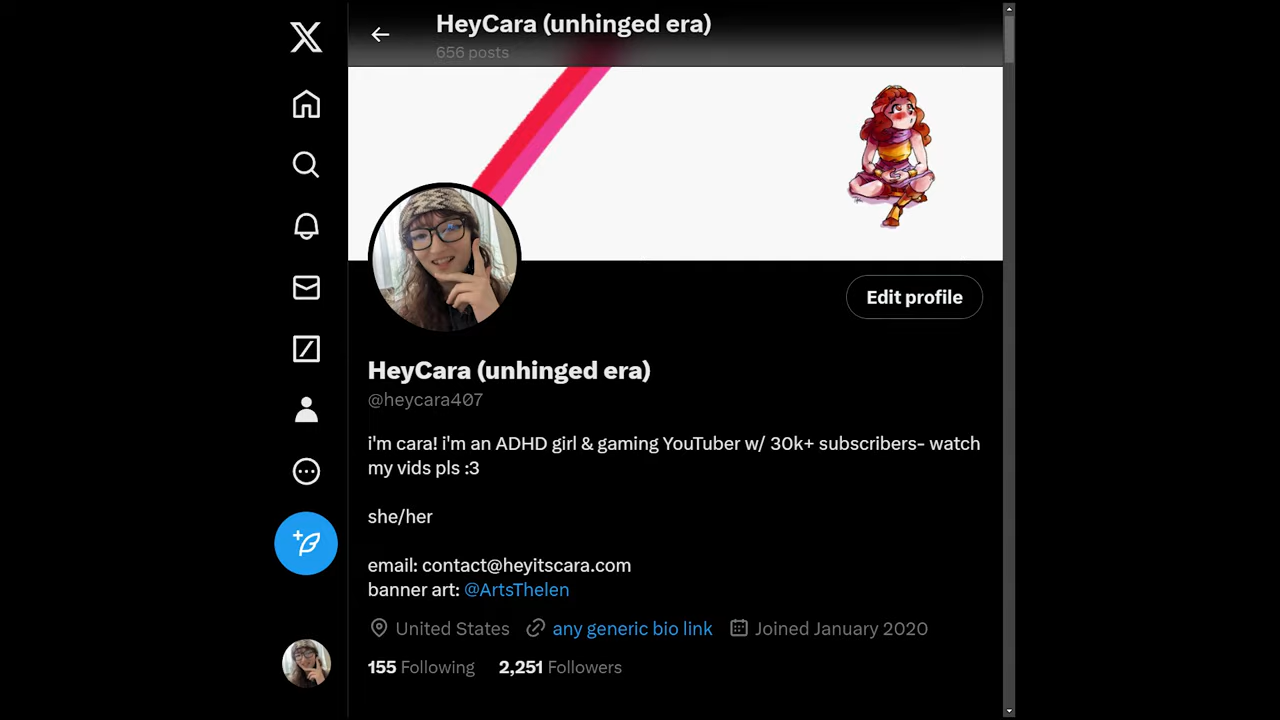 HeyCara (unhinged era)
656 posts
Edit profile
HeyCara (unhinged era)
@heycara407
i'm cara! i'm an ADHD girl & gaming YouTuber w/ 30k+ subscribers- watch
my vids pls :3
she/her
email: contact@heyitscara.com
banner art: @ArtsThelen
United States any generic bio link Joined January 2020
155 Following 2,251 Followers